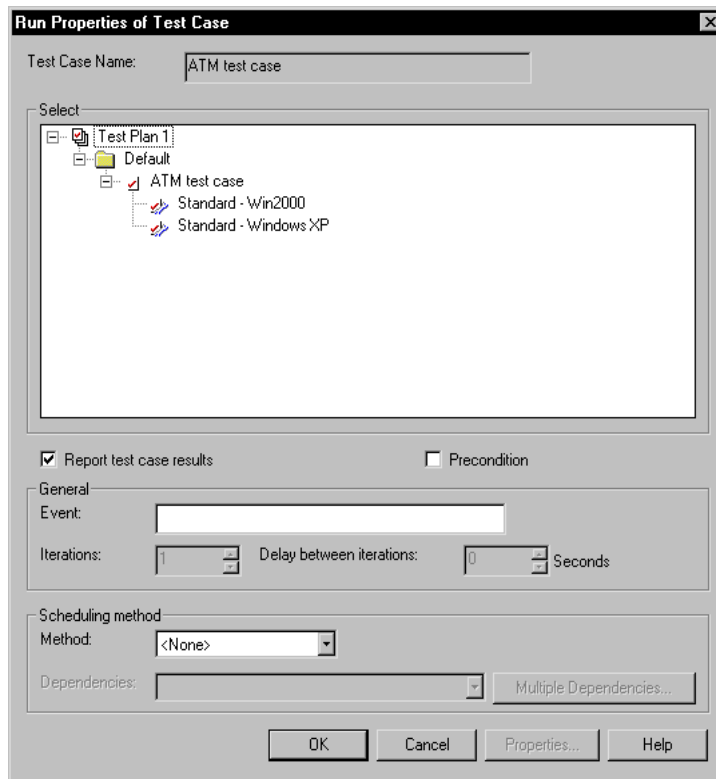 Run Properties of Test Case
Test Case Name: ATM test case
Select
Test Plan 1
Default
ATM test case
Standard - Win2000
Standard - Windows XP
Report test case results Precondition
General
Event:
Iterations: 1 Delay between iterations: 0 Seconds
Scheduling method
Method: <None>
Dependencies: Multiple Dependencies...
OK Cancel Properties... Help